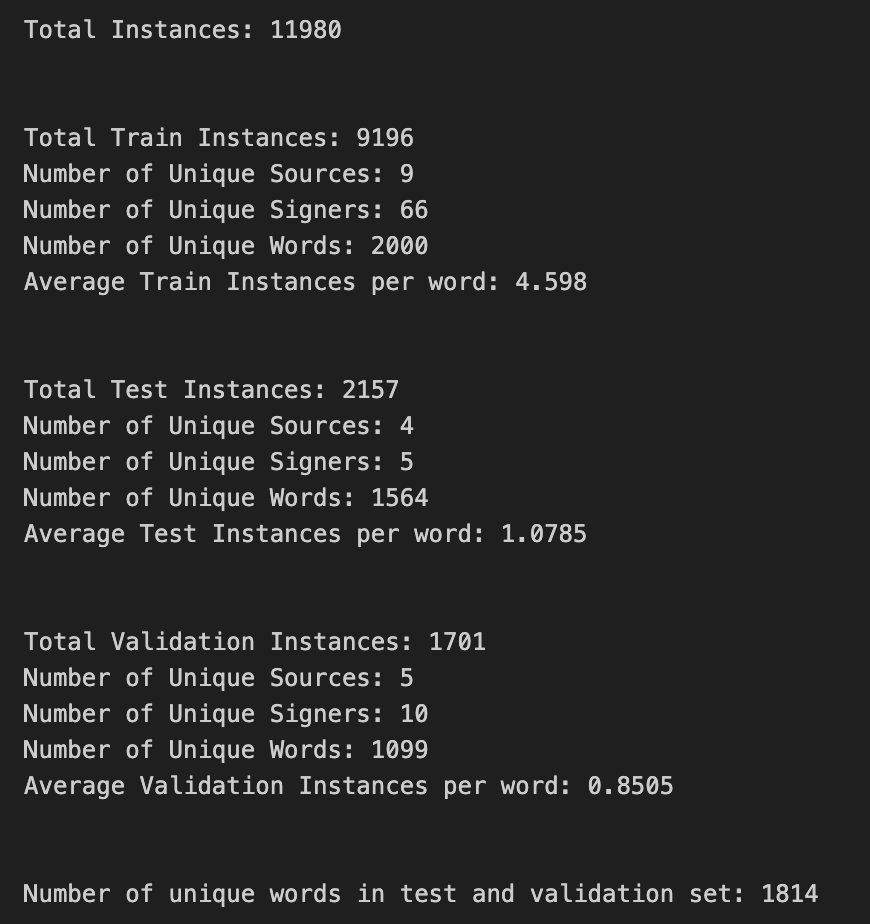 Total Instances: 11980
Total Train Instances: 9196
Number of Unique Sources: 9
Number of Unique Signers: 66
Number of Unique Words: 2000
Average Train Instances per word: 4.598
Total Test Instances: 2157
Number of Unique Sources: 4
Number of Unique Signers: 5
Number of Unique Words: 1564
Average Test Instances per word: 1.0785
Total Validation Instances: 1701
Number of Unique Sources: 5
Number of Unique Signers: 10
Number of Unique Words: 1099
Average Validation Instances per word: 0.8505
Number of unique words in test and validation set: 1814